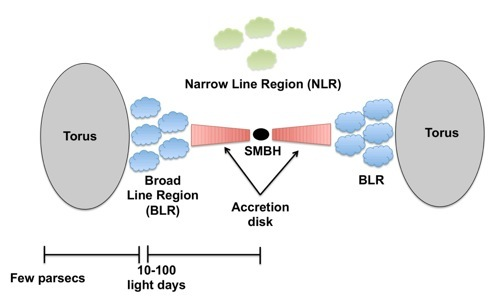 Narrow Line Region (NLR)
Torus
Torus
SMBH
Broad
Line Region
(BLR)
BLR
Accretion
disk
Few parsecs
10-100
light days